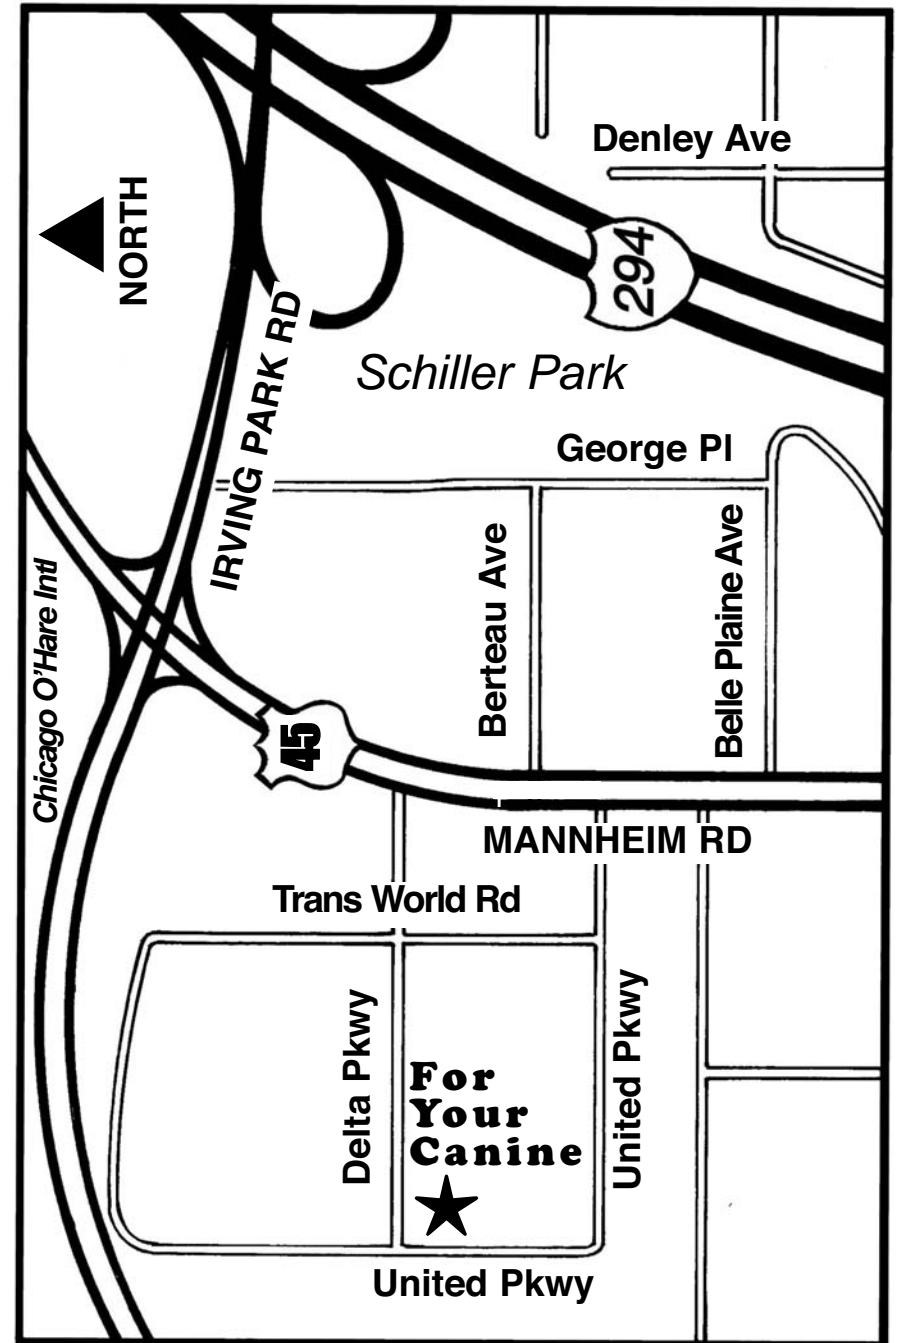 Denley Ave
NORTH
294
IRVING PARK RD
Schiller Park
George Pl
Berteau Ave
Belle Plaine Ave
Chicago O'Hare Intl
45
MANNHEIM RD
Trans World Rd
Delta Pkwy
United Pkwy
For
Your
Canine
United Pkwy